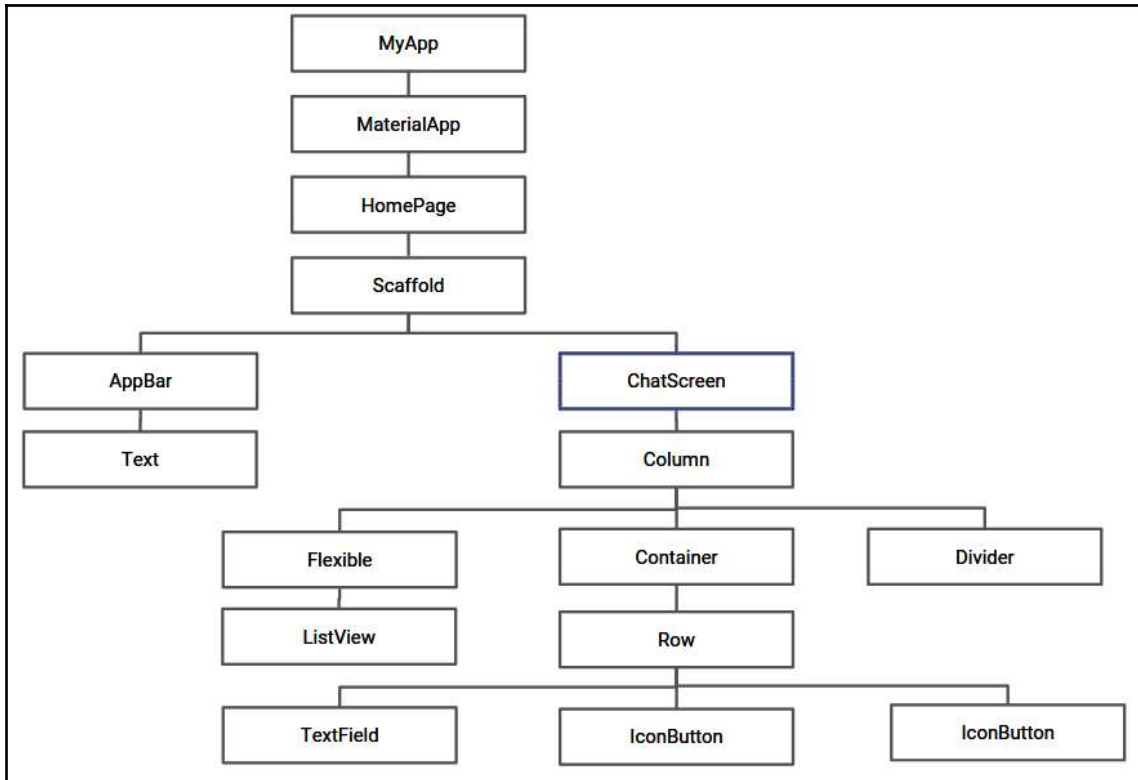 MyApp
MaterialApp
HomePage
Scaffold
AppBar
ChatScreen
Text
Column
Flexible
Container
Divider
ListView
Row
TextField
IconButton
IconButton